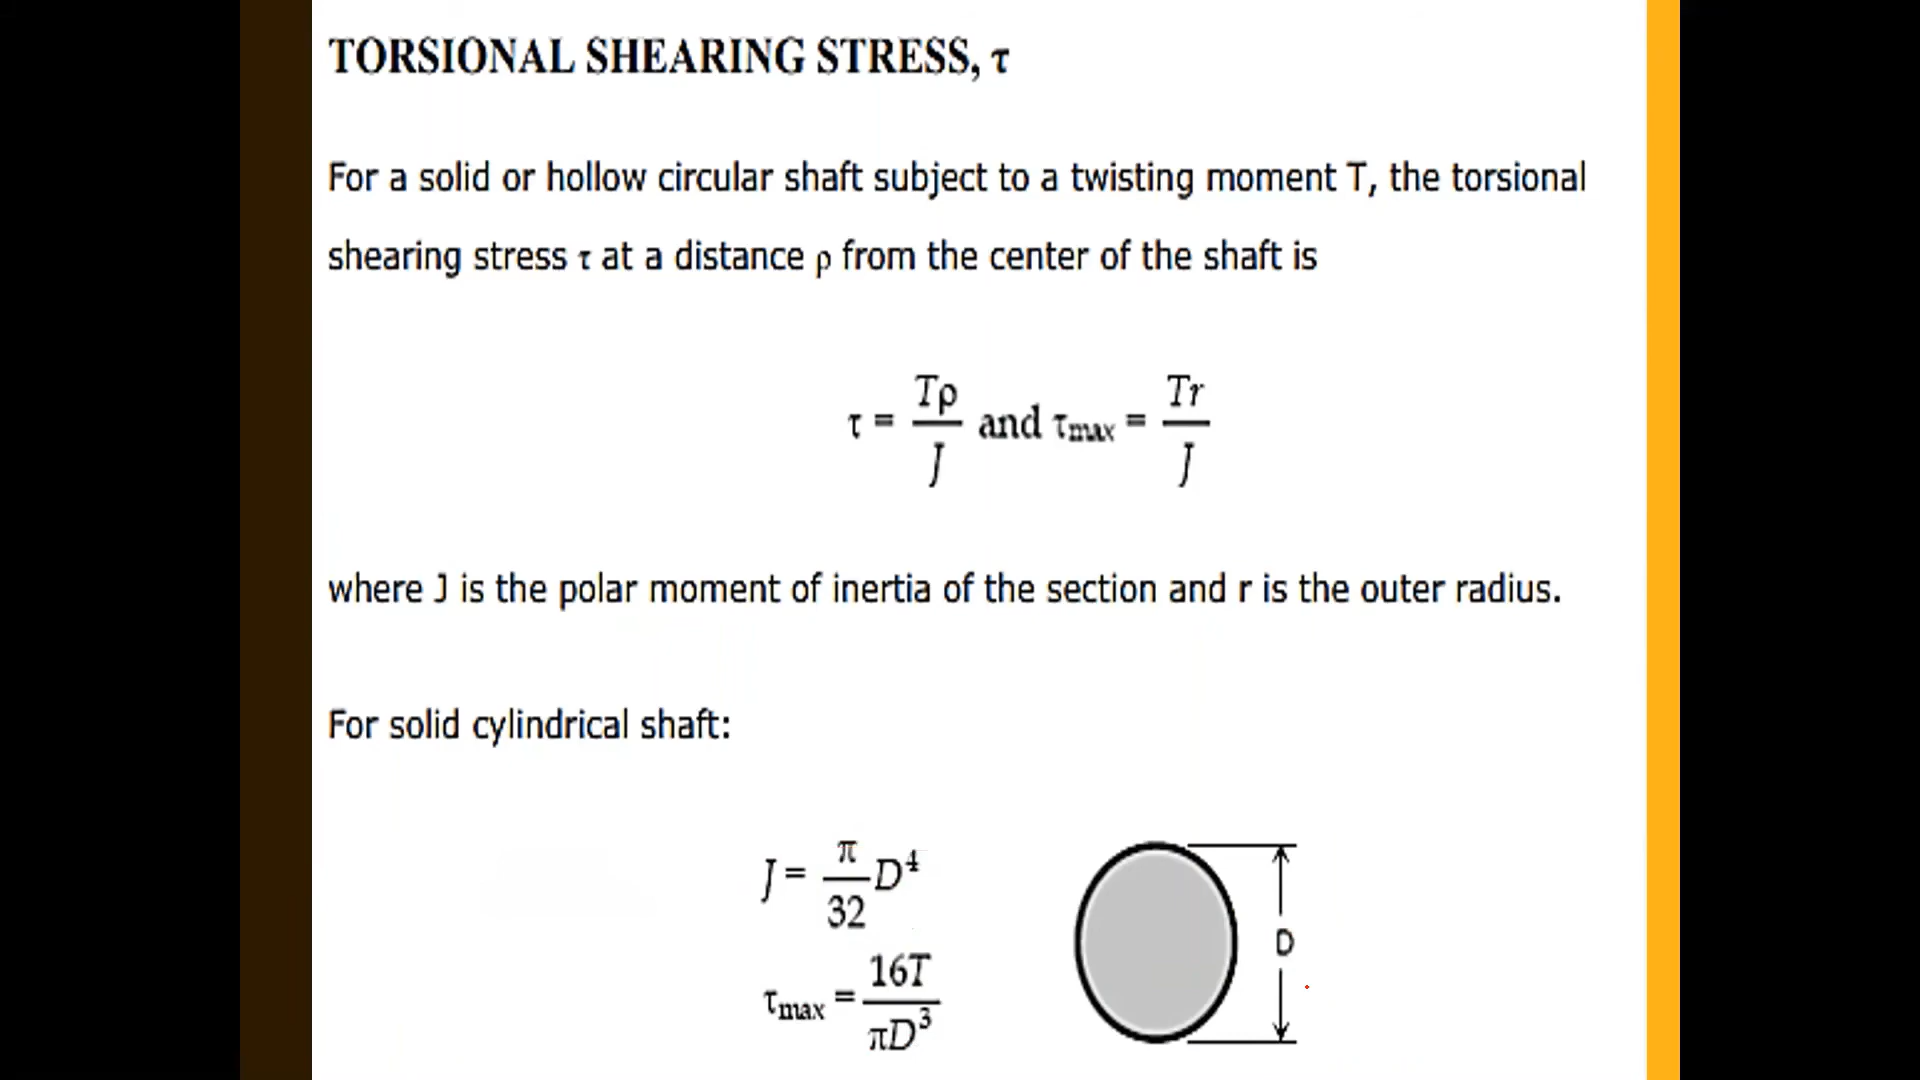 TORSIONAL SHEARING STRESS, τ
For a solid or hollow circular shaft subject to a twisting moment T, the torsional
shearing stress τ at a distance ρ from the center of the shaft is
τ = Tρ/J and τmax = Tr/J
where J is the polar moment of inertia of the section and r is the outer radius.
For solid cylindrical shaft:
J = π/32 D⁴
τmax = 16T/πD³
D